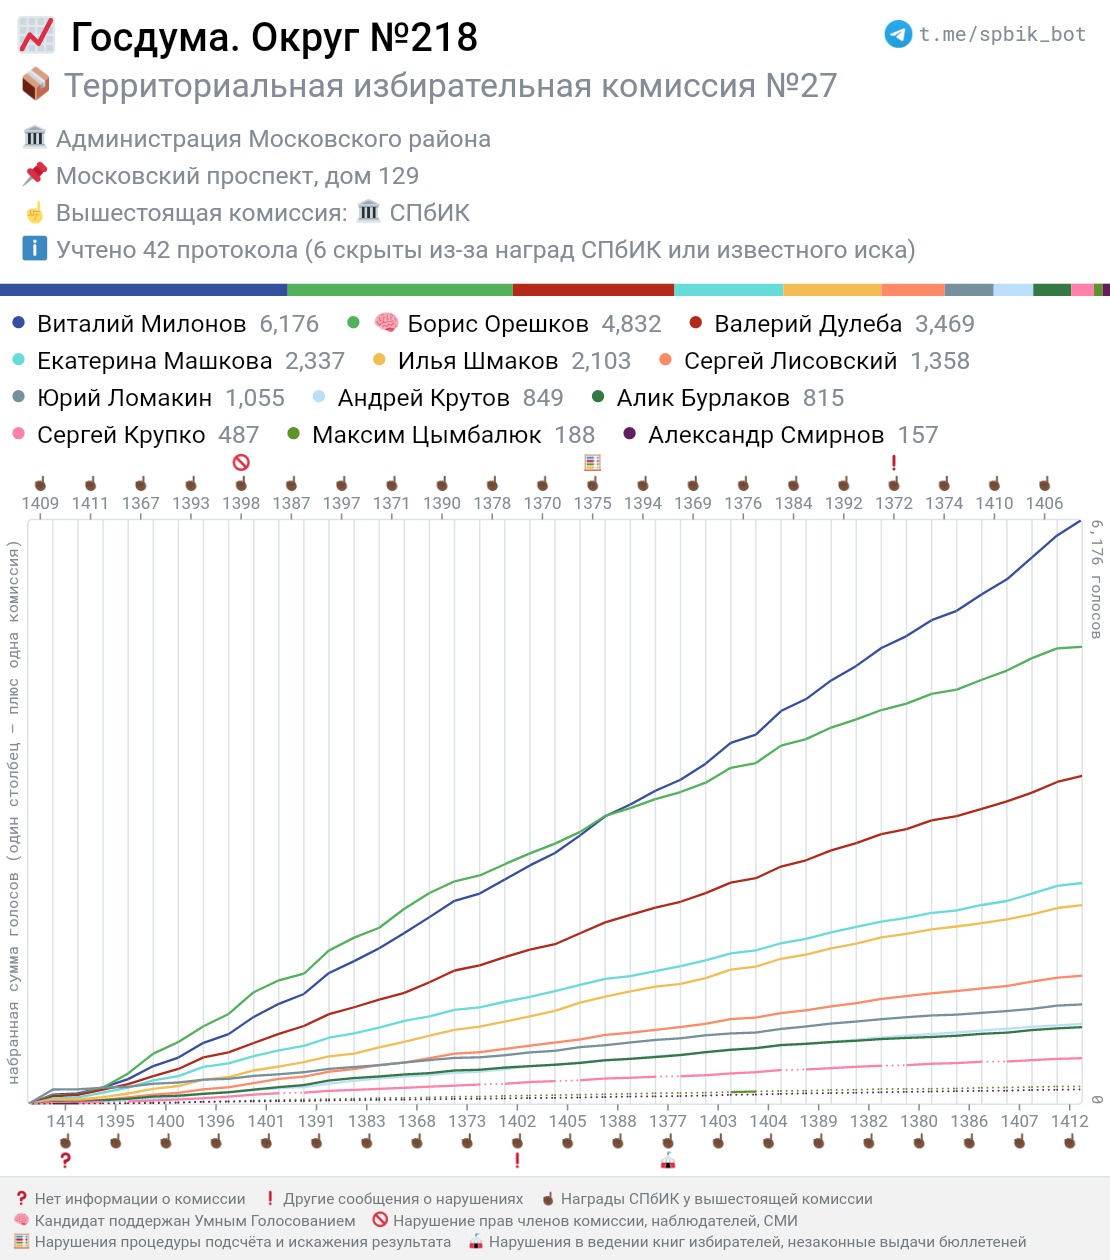 Госдума. Округ №218
t.me/spbik_bot
Территориальная избирательная комиссия №27
Администрация Московского района
Московский проспект, дом 129
Вышестоящая комиссия: СПбИК
Учтено 42 протокола (6 скрыты из-за наград СПбИК или известного иска)
Виталий Милонов 6,176 Борис Орешков 4,832 Валерий Дулеба 3,469
Екатерина Машкова 2,337 Илья Шмаков 2,103 Сергей Лисовский 1,358
Юрий Ломакин 1,055 Андрей Крутов 849 Алик Бурлаков 815
Сергей Крупко 487 Максим Цымбалюк 188 Александр Смирнов 157
1409 1411 1367 1393 1398 1387 1397 1371 1390 1378 1370 1375 1394 1369 1376 1384 1392 1372 1374 1410 1406
набранная сумма голосов (один столбец — плюс одна комиссия)
6,176 голосов
0
1414 1395 1400 1396 1401 1391 1383 1368 1373 1402 1405 1388 1377 1403 1404 1389 1382 1380 1386 1407 1412
Нет информации о комиссии Другие сообщения о нарушениях Награды СПбИК у вышестоящей комиссии
Кандидат поддержан Умным Голосованием Нарушение прав членов комиссии, наблюдателей, СМИ
Нарушения процедуры подсчёта и искажения результата Нарушения в ведении книг избирателей, незаконные выдачи бюллетеней